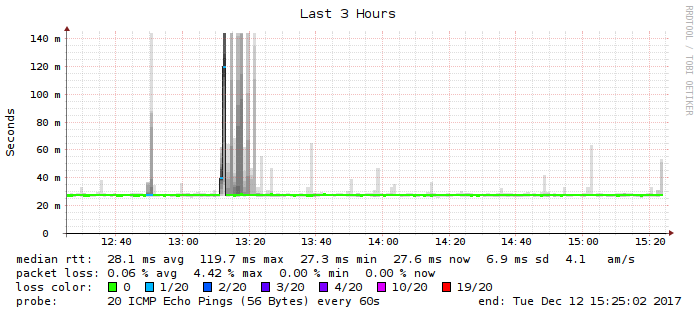 Last 3 Hours
RRDTOOL / TOBI OETIKER
Seconds
140 m
120 m
100 m
80 m
60 m
40 m
20 m
0
12:40 13:00 13:20 13:40 14:00 14:20 14:40 15:00 15:20
median rtt: 28.1 ms avg 119.7 ms max 27.3 ms min 27.6 ms now 6.9 ms sd 4.1 am/s
packet loss: 0.06 % avg 4.42 % max 0.00 % min 0.00 % now
loss color: 0 1/20 2/20 3/20 4/20 10/20 19/20
probe: 20 ICMP Echo Pings (56 Bytes) every 60s end: Tue Dec 12 15:25:02 2017